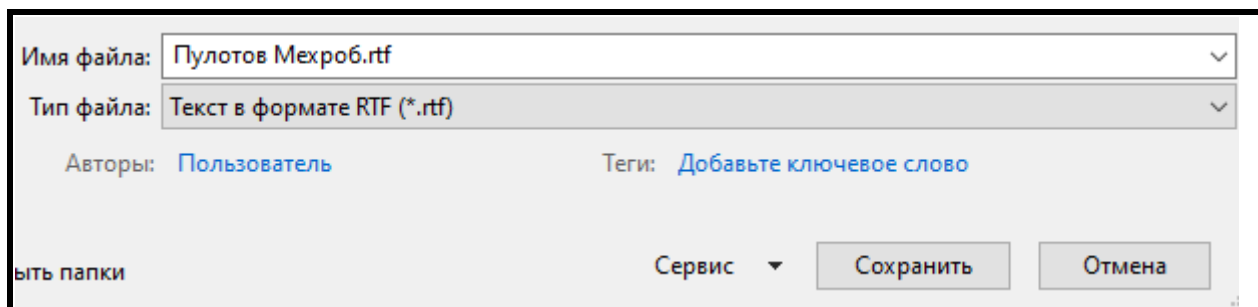 Имя файла: Пулотов Мехроб.rtf
Тип файла: Текст в формате RTF (*.rtf)
Авторы: Пользователь Теги: Добавьте ключевое слово
ыть папки Сервис Сохранить Отмена